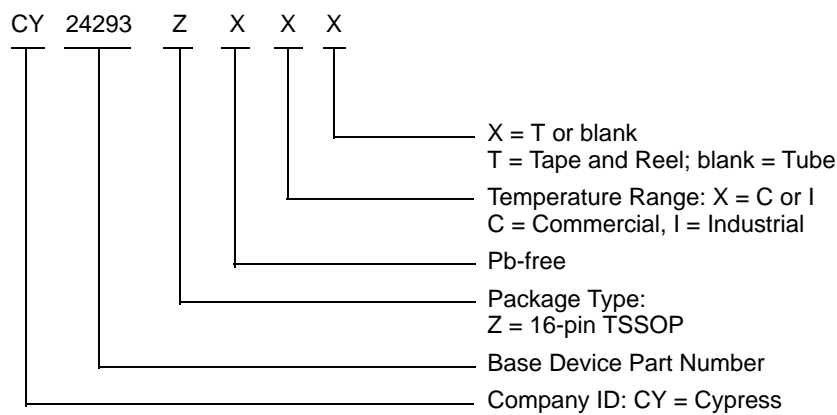 CY 24293 Z X X X
X = T or blank
T = Tape and Reel; blank = Tube
Temperature Range: X = C or I
C = Commercial, I = Industrial
Pb-free
Package Type:
Z = 16-pin TSSOP
Base Device Part Number
Company ID: CY = Cypress